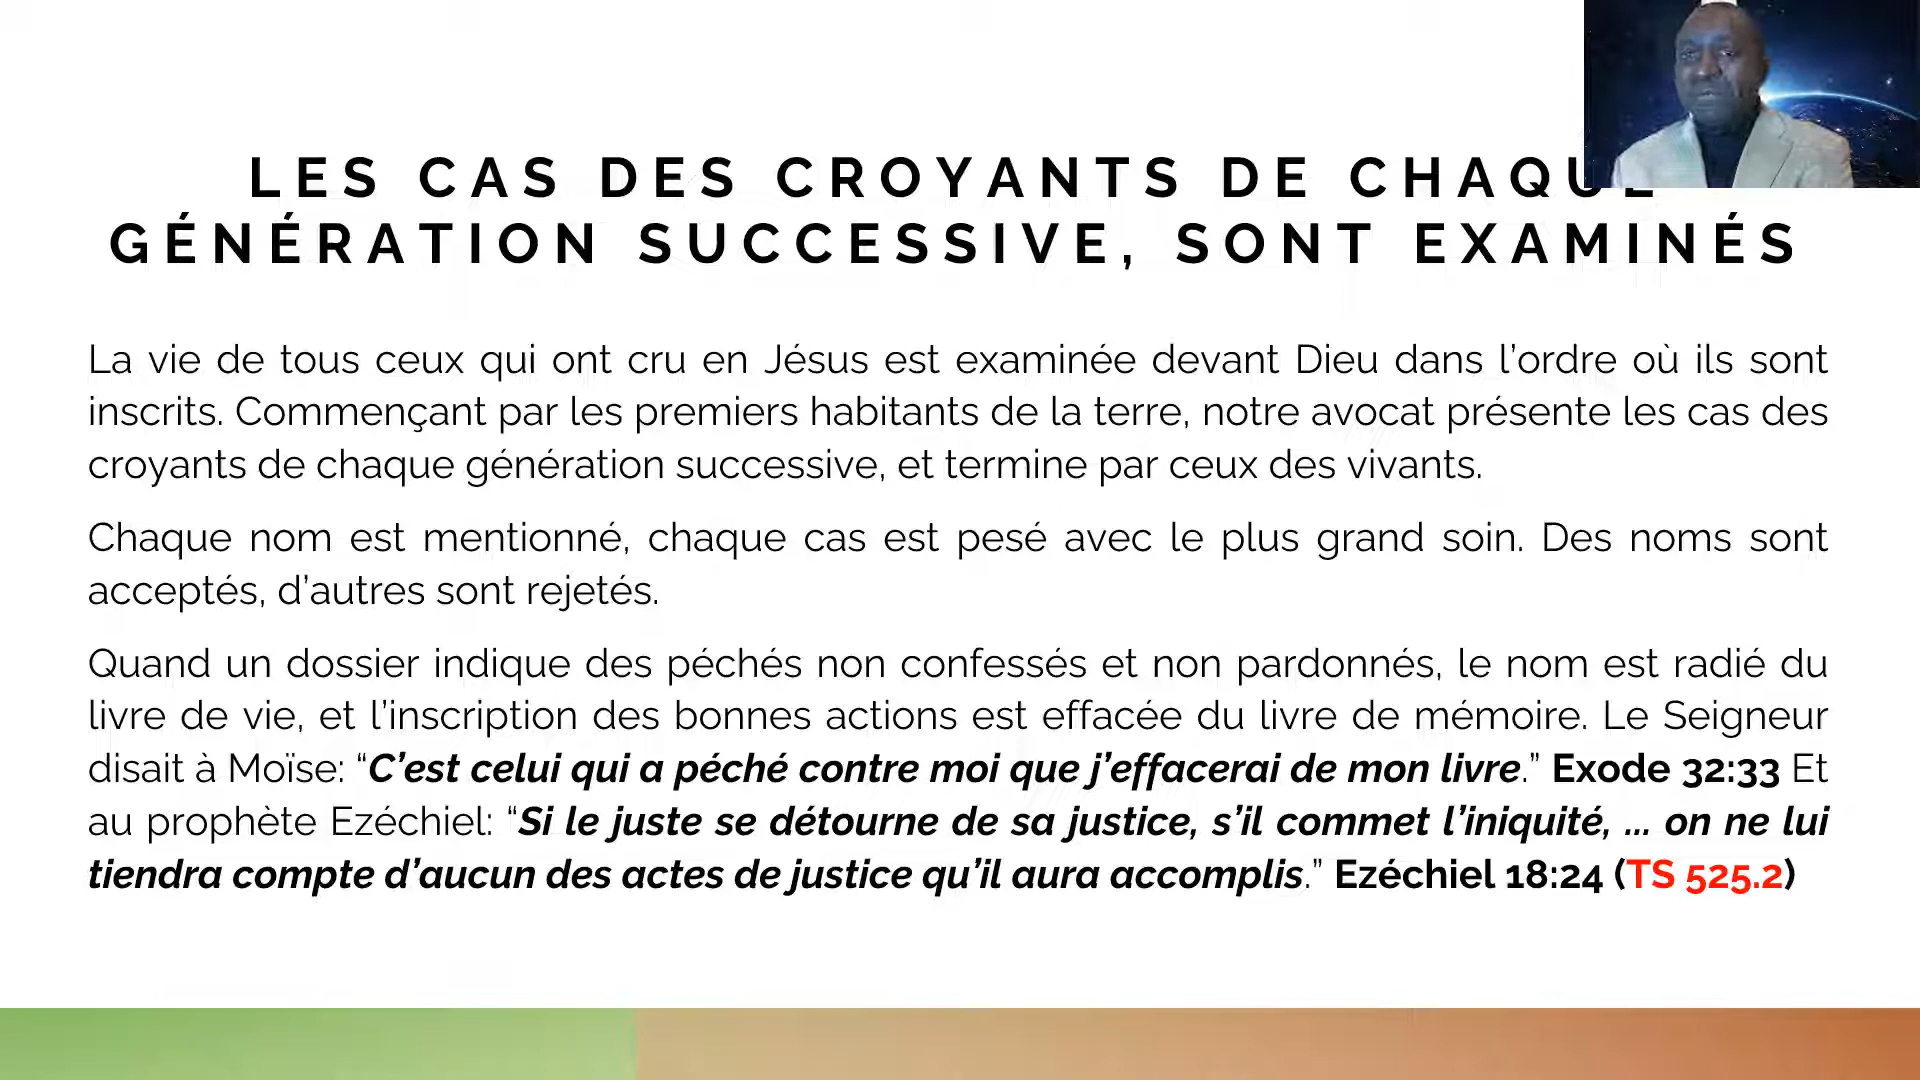 LES CAS DES CROYANTS DE CHAQUE
GÉNÉRATION SUCCESSIVE, SONT EXAMINÉS
La vie de tous ceux qui ont cru en Jésus est examinée devant Dieu dans l’ordre où ils sont
inscrits. Commençant par les premiers habitants de la terre, notre avocat présente les cas des
croyants de chaque génération successive, et termine par ceux des vivants.
Chaque nom est mentionné, chaque cas est pesé avec le plus grand soin. Des noms sont
acceptés, d’autres sont rejetés.
Quand un dossier indique des péchés non confessés et non pardonnés, le nom est radié du
livre de vie, et l’inscription des bonnes actions est effacée du livre de mémoire. Le Seigneur
disait à Moïse: “C’est celui qui a péché contre moi que j’effacerai de mon livre.” Exode 32:33 Et
au prophète Ezéchiel: “Si le juste se détourne de sa justice, s’il commet l’iniquité, ... on ne lui
tiendra compte d’aucun des actes de justice qu’il aura accomplis.” Ezéchiel 18:24 (TS 525.2)